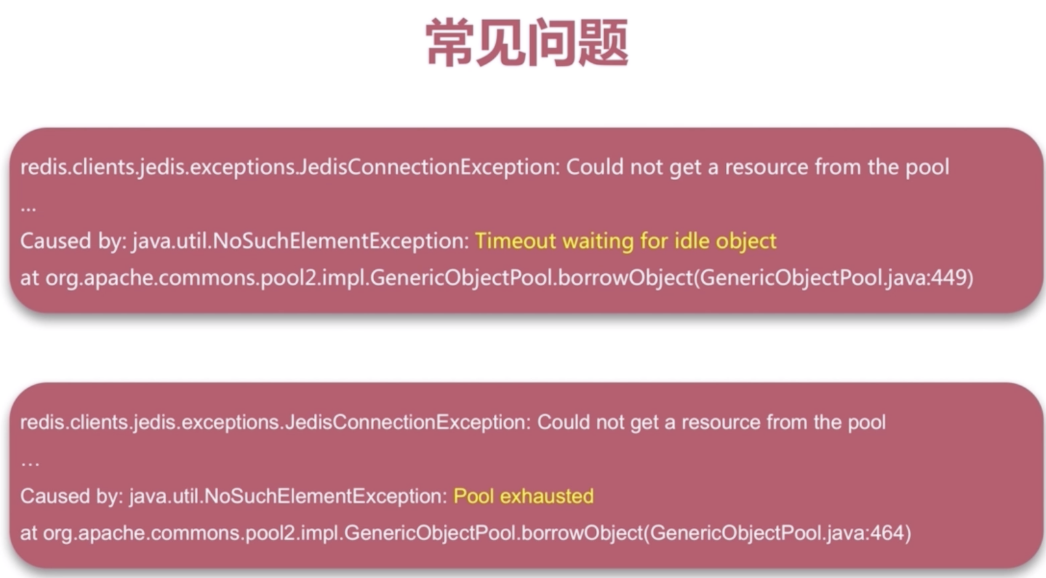 常见问题
redis.clients.jedis.exceptions.JedisConnectionException: Could not get a resource from the pool
...
Caused by: java.util.NoSuchElementException: Timeout waiting for idle object
at org.apache.commons.pool2.impl.GenericObjectPool.borrowObject(GenericObjectPool.java:449)
redis.clients.jedis.exceptions.JedisConnectionException: Could not get a resource from the pool
…
Caused by: java.util.NoSuchElementException: Pool exhausted
at org.apache.commons.pool2.impl.GenericObjectPool.borrowObject(GenericObjectPool.java:464)